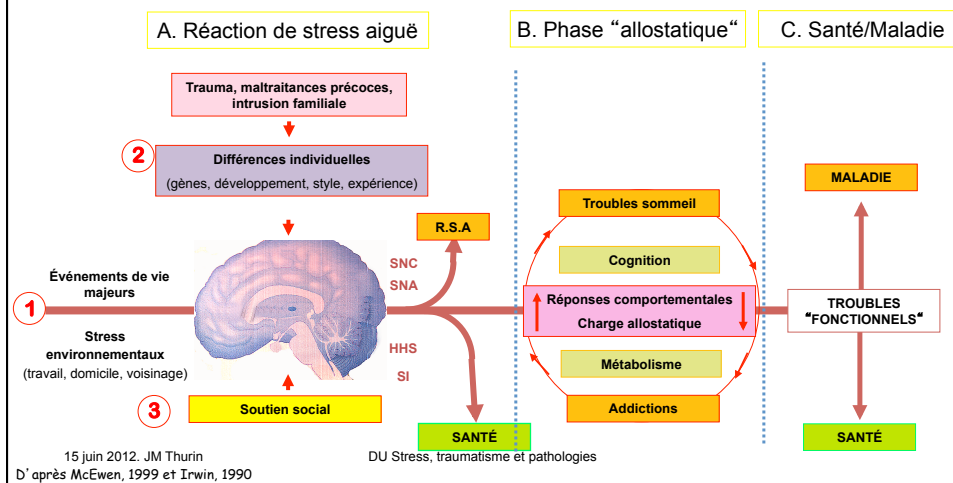 A. Réaction de stress aiguë
B. Phase “allostatique“
C. Santé/Maladie
Trauma, maltraitances précoces,
intrusion familiale
2
Différences individuelles
(gènes, développement, style, expérience)
R.S.A
SNC
SNA
HHS
SI
1
Événements de vie
majeurs
Stress
environnementaux
(travail, domicile, voisinage)
3
Soutien social
SANTÉ
Troubles sommeil
Cognition
Réponses comportementales
Charge allostatique
Métabolisme
Addictions
MALADIE
TROUBLES
“FONCTIONNELS“
SANTÉ
15 juin 2012. JM Thurin
DU Stress, traumatisme et pathologies
D'après McEwen, 1999 et Irwin, 1990